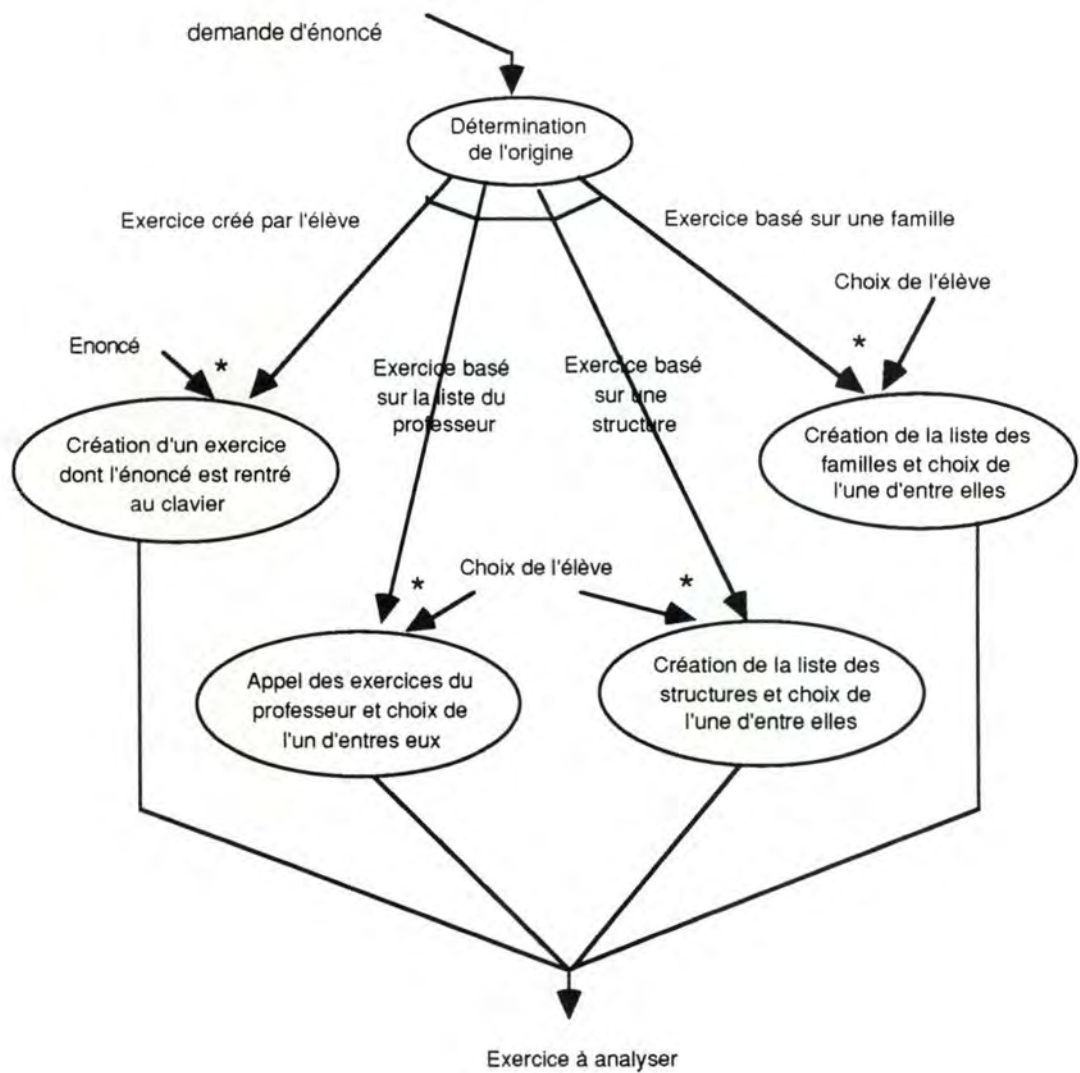 demande d'énoncé
Détermination
de l'origine
Exercice créé par l'élève
Exercice basé sur une famille
Choix de l'élève
Enoncé
*
*
Exercice basé
sur la liste du
professeur
Exercice basé
sur une
structure
Création d'un exercice
dont l'énoncé est rentré
au clavier
Création de la liste des
familles et choix de
l'une d'entre elles
Choix de l'élève
*
*
Appel des exercices du
professeur et choix de
l'un d'entres eux
Création de la liste des
structures et choix de
l'une d'entre elles
Exercice à analyser